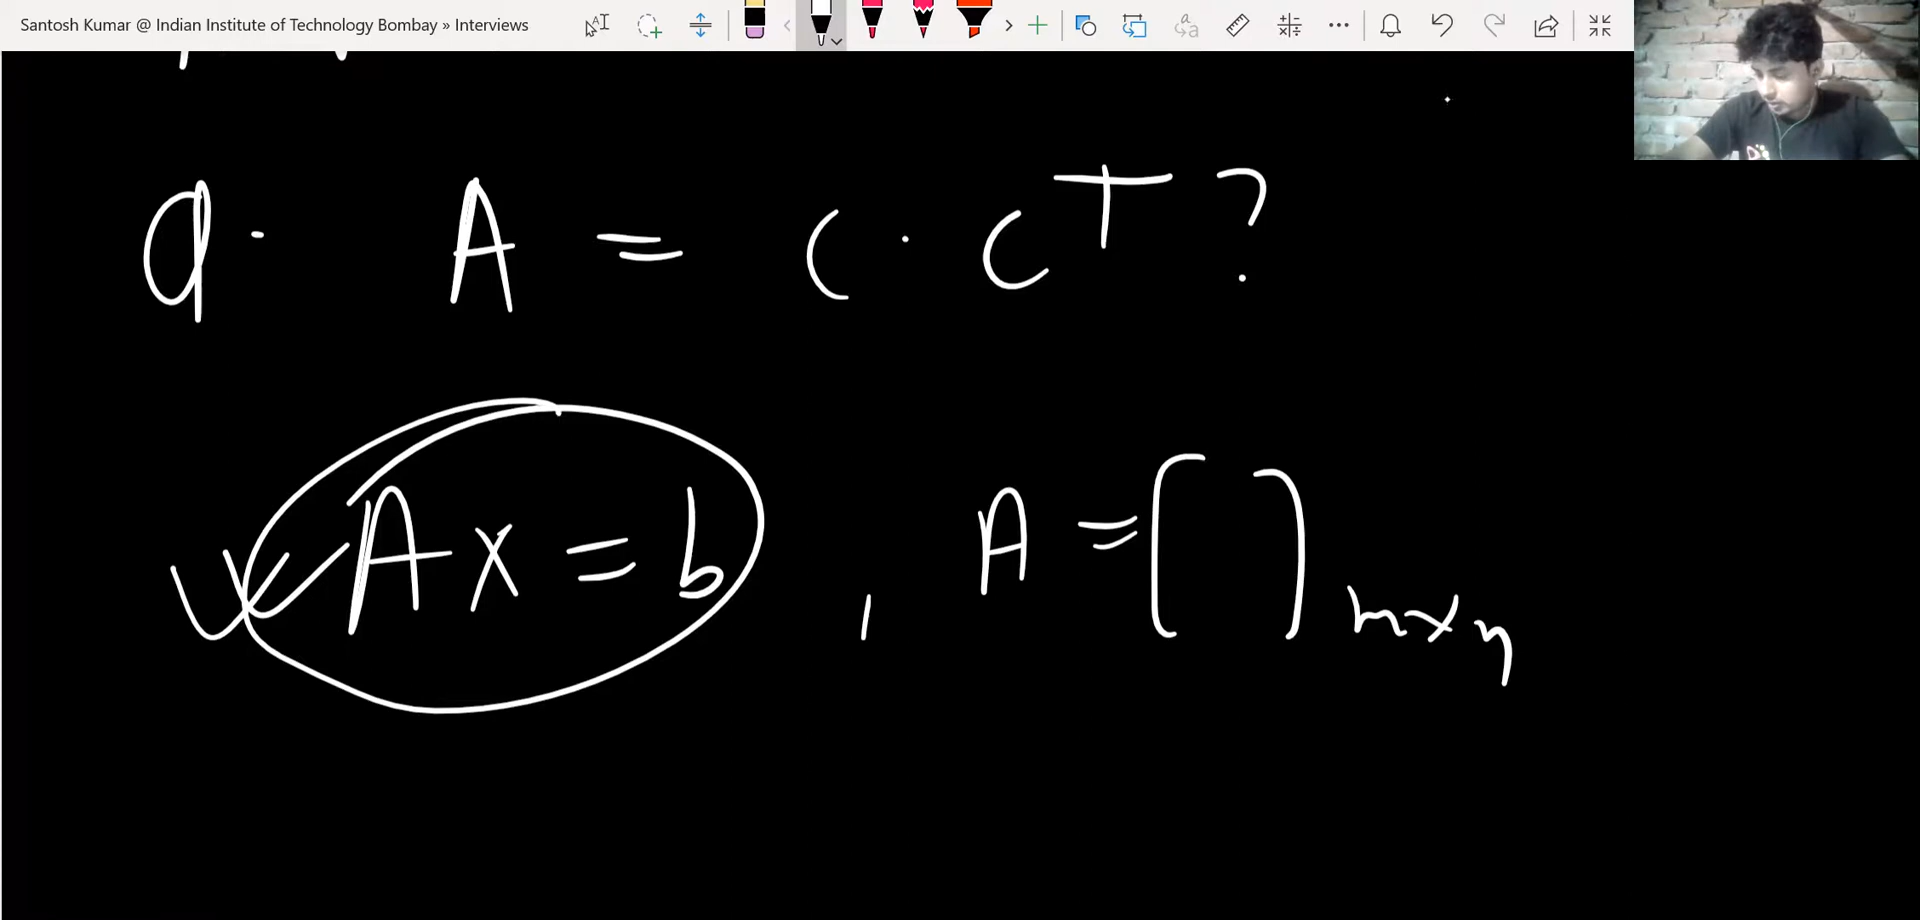 Santosh Kumar @ Indian Institute of Technology Bombay » Interviews
Q. A = C . C^T ?
Ax = b , A = [ ] m×n